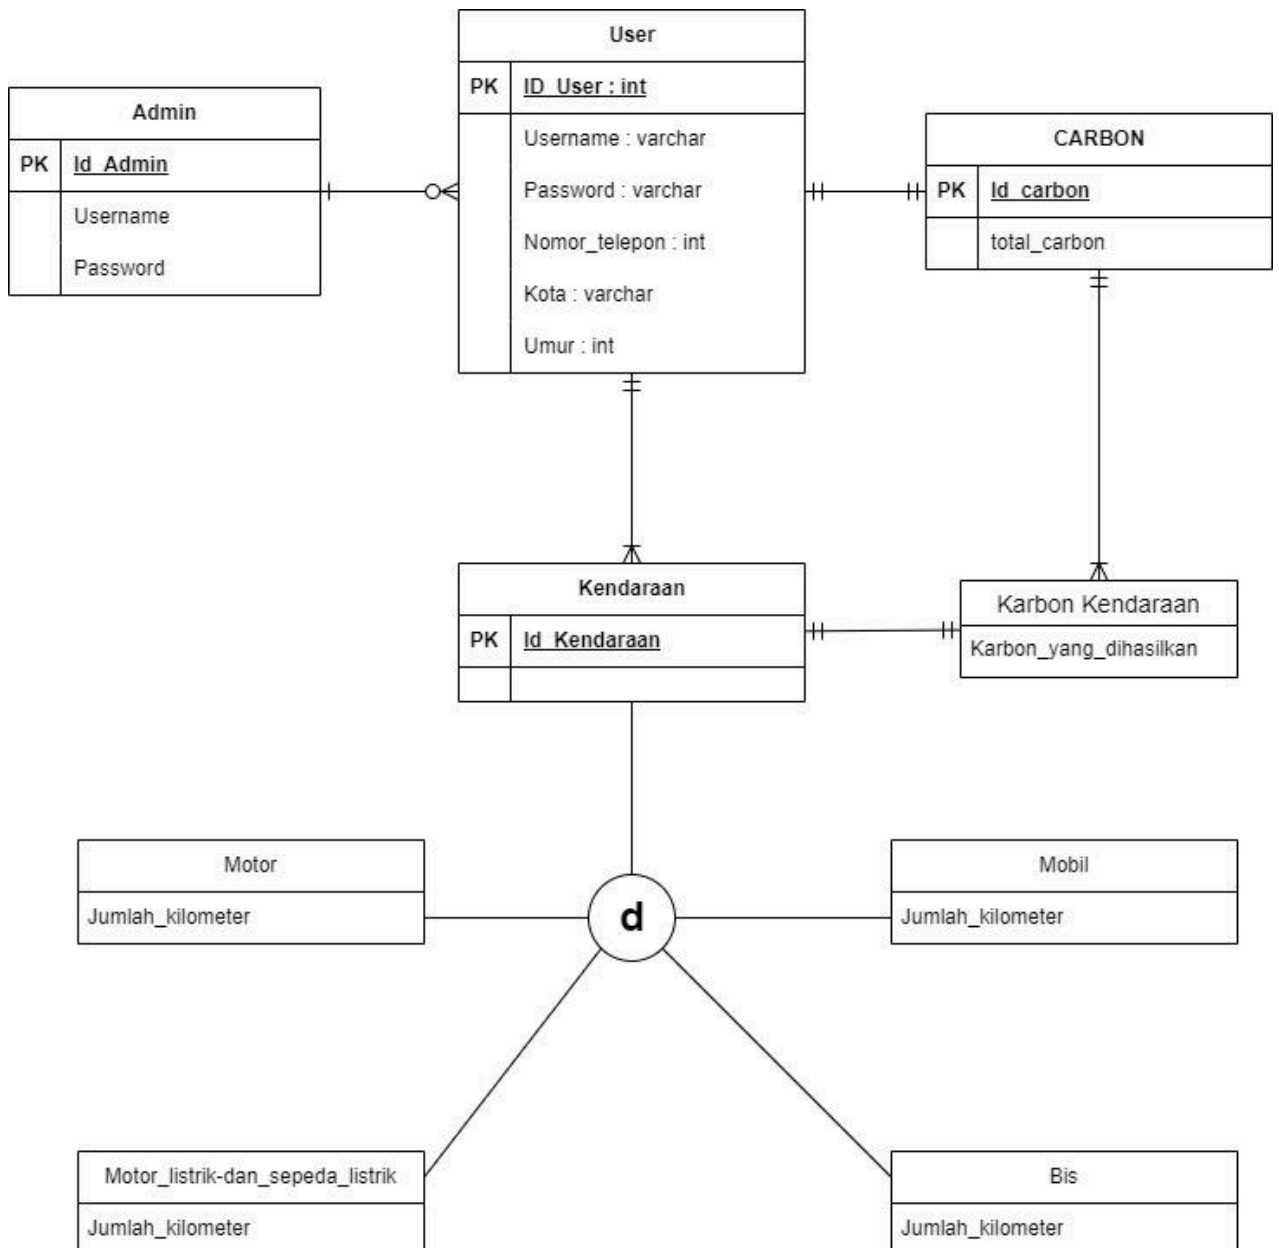 User
PK ID_User : int
Username : varchar
Password : varchar
Nomor_telepon : int
Kota : varchar
Umur : int
Admin
PK Id_Admin
Username
Password
CARBON
PK Id_carbon
total_carbon
Kendaraan
PK Id_Kendaraan
Karbon Kendaraan
Karbon_yang_dihasilkan
Motor
Jumlah_kilometer
d
Mobil
Jumlah_kilometer
Motor_listrik-dan_sepeda_listrik
Jumlah_kilometer
Bis
Jumlah_kilometer